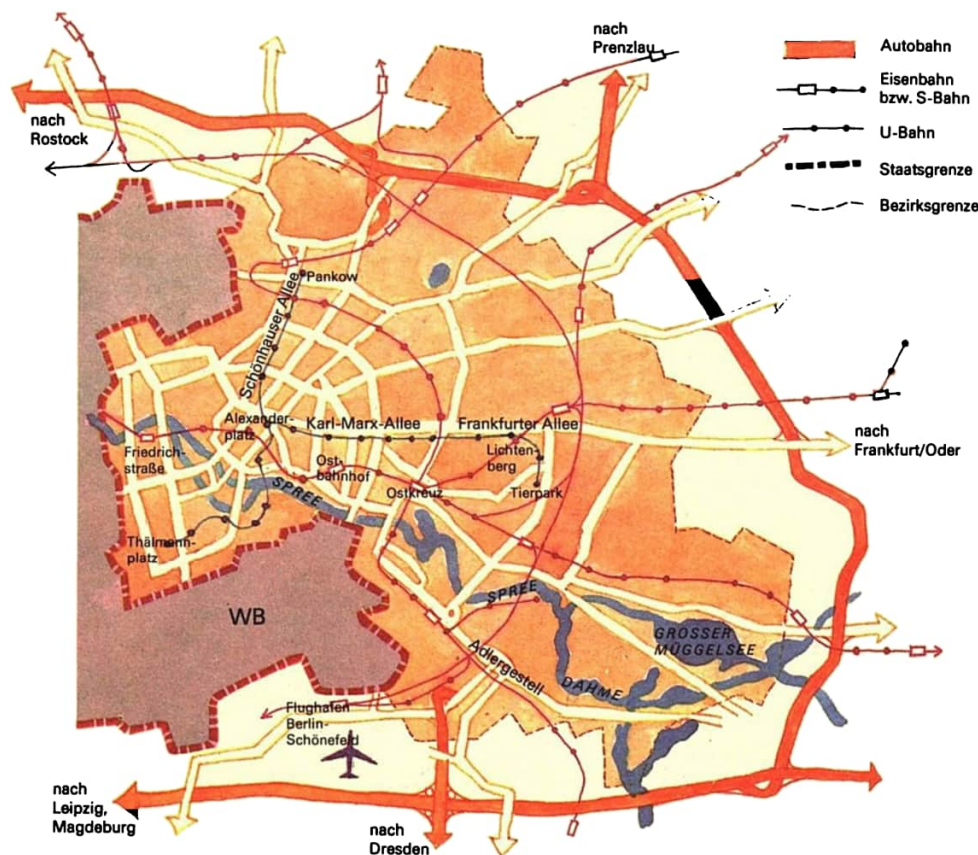 nach
Prenzlau
Autobahn
Eisenbahn
bzw. S-Bahn
U-Bahn
Staatsgrenze
Bezirksgrenze
nach
Rostock
Pankow
Schönhauser Allee
Alexander-
platz
Karl-Marx-Allee
Frankfurter Allee
nach
Frankfurt/Oder
Friedrich-
straße
Ost-
bahnhof
Lichten-
berg
SPREE
Ostkreuz
Tierpark
Thälmann-
platz
WB
SPREE
GROSSER
MÜGGELSEE
Adlergestell
DAHME
Flughafen
Berlin-
Schönefeld
nach
Leipzig,
Magdeburg
nach
Dresden